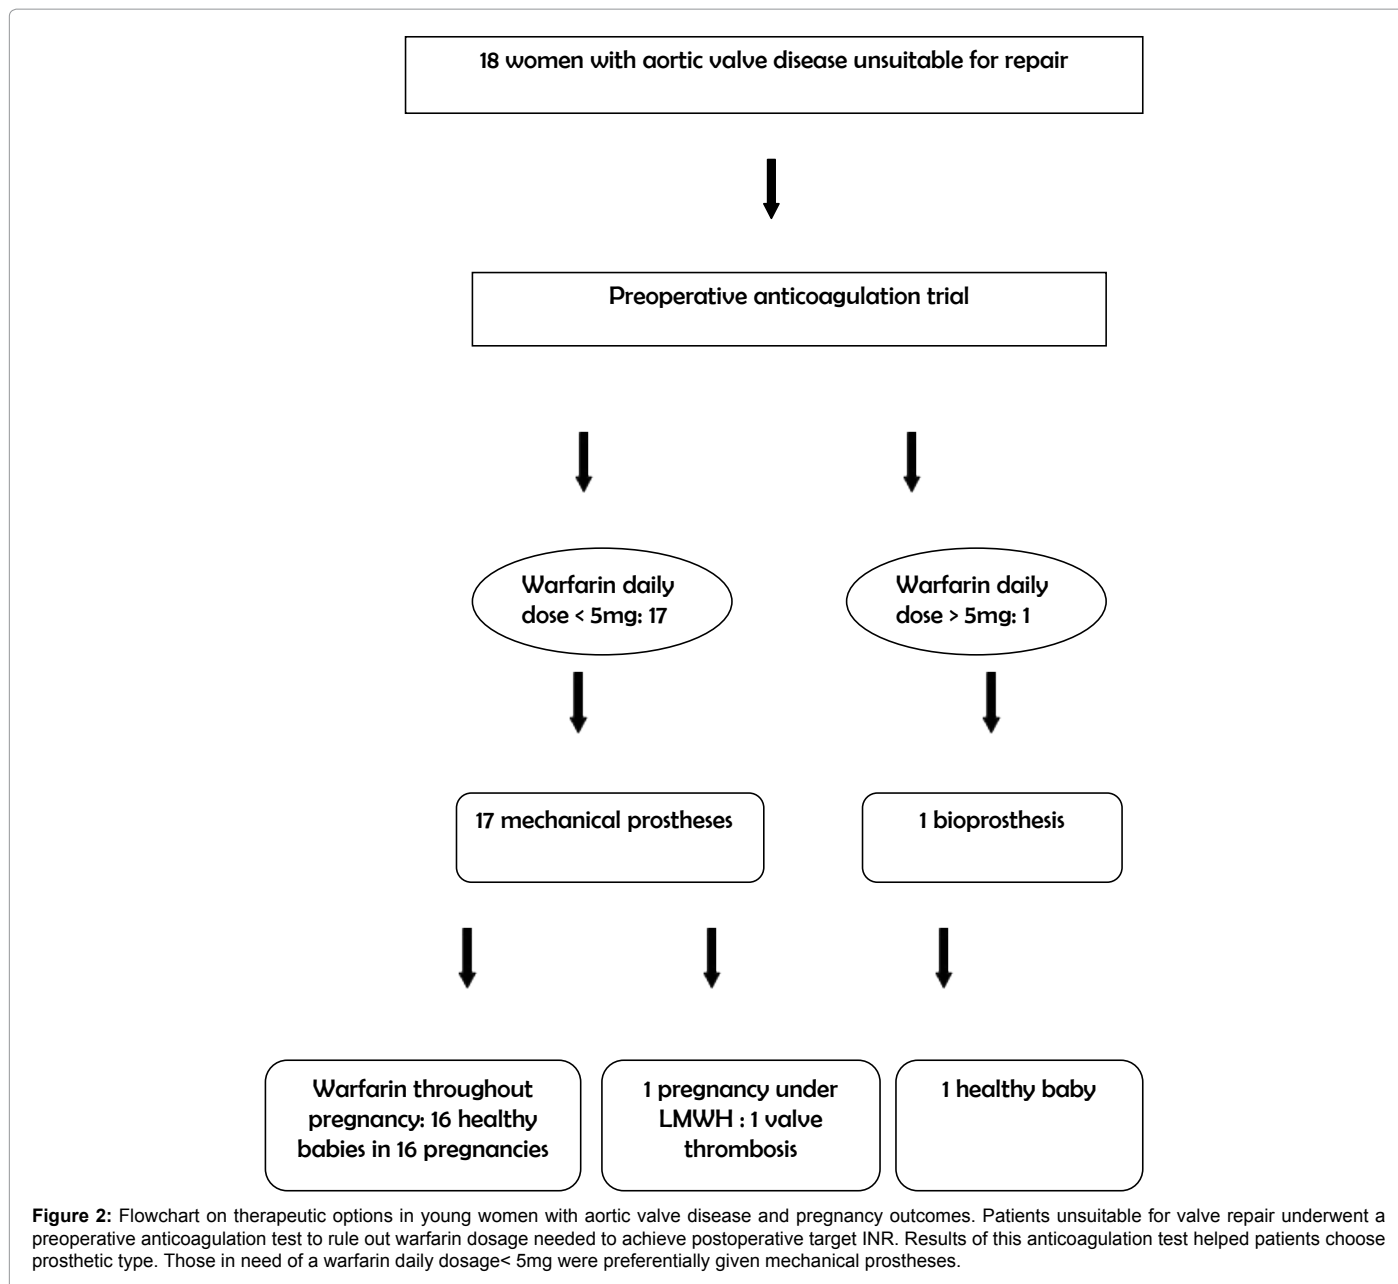 18 women with aortic valve disease unsuitable for repair
Preoperative anticoagulation trial
Warfarin daily
dose < 5mg: 17
Warfarin daily
dose > 5mg: 1
17 mechanical prostheses
1 bioprosthesis
Warfarin throughout
pregnancy: 16 healthy
babies in 16 pregnancies
1 pregnancy under
LMWH : 1 valve
thrombosis
1 healthy baby
Figure 2: Flowchart on therapeutic options in young women with aortic valve disease and pregnancy outcomes. Patients unsuitable for valve repair underwent a
preoperative anticoagulation test to rule out warfarin dosage needed to achieve postoperative target INR. Results of this anticoagulation test helped patients choose
prosthetic type. Those in need of a warfarin daily dosage< 5mg were preferentially given mechanical prostheses.